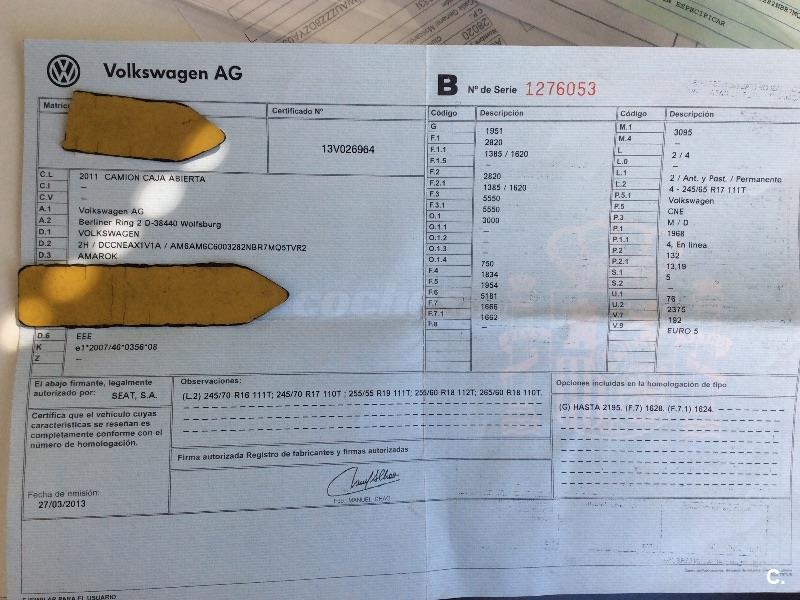 Volkswagen AG
B Nº de Serie 1276053
Certificado Nº
13V026964
C.L 2011 CAMION CAJA ABIERTA
C.I –
C.V –
A.1 Volkswagen AG
A.2 Berliner Ring 2 D-38440 Wolfsburg
D.1 VOLKSWAGEN
D.2 2H / DCCNEAX1V1A / AM6AM6C6003282NBR7MQ5TVR2
D.3 AMAROK
D.6 EEE
K e1*2007/46*0356*08
Z –
Código Descripción
G 1951
F.1 2820
F.1.1 1385 / 1620
F.1.5 –
F.2 2820
F.2.1 1385 / 1620
F.3 5550
F.3.1 5550
O.1 3000
O.1.1
O.1.2
O.1.3
O.1.4 750
F.4 1834
F.5 1954
F.6 5181
F.7 1666
F.7.1 1662
F.8 –
Código Descripción
M.1 3095
M.4 –
L 2 / 4
L.0 –
L.1 2 / Ant. y Post. / Permanente
L.2 4 - 245/65 R17 111T
P.5.1 Volkswagen
P.5 CNE
P.3 M / D
P.1 1968
P.1.1 4, En línea
P.2 132
P.2.1 13,19
S.1 5
S.2 –
U.1 76
U.2 2375
V.7 192
V.9 EURO 5
El abajo firmante, legalmente
autorizado por: SEAT, S.A.
Certifica que el vehículo cuyas
características se reseñan es
completamente conforme con el
número de homologación.
Fecha de emisión:
27/03/2013
Observaciones:
(L.2) 245/70 R16 111T; 245/70 R17 110T ; 255/55 R19 111T; 255/60 R18 112T; 265/60 R18 110T.
Firma autorizada Registro de fabricantes y firmas autorizadas
Fdo. MANUEL CHAO
Opciones incluidas en la homologación de tipo
(G) HASTA 2195. (F.7) 1628. (F.7.1) 1624.
EJEMPLAR PARA EL USUARIO